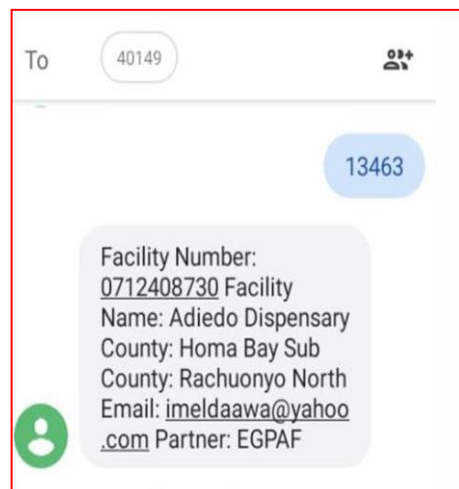 To
40149
13463
Facility Number:
0712408730 Facility
Name: Adiedo Dispensary
County: Homa Bay Sub
County: Rachuonyo North
Email: imeldaawa@yahoo
.com Partner: EGPAF